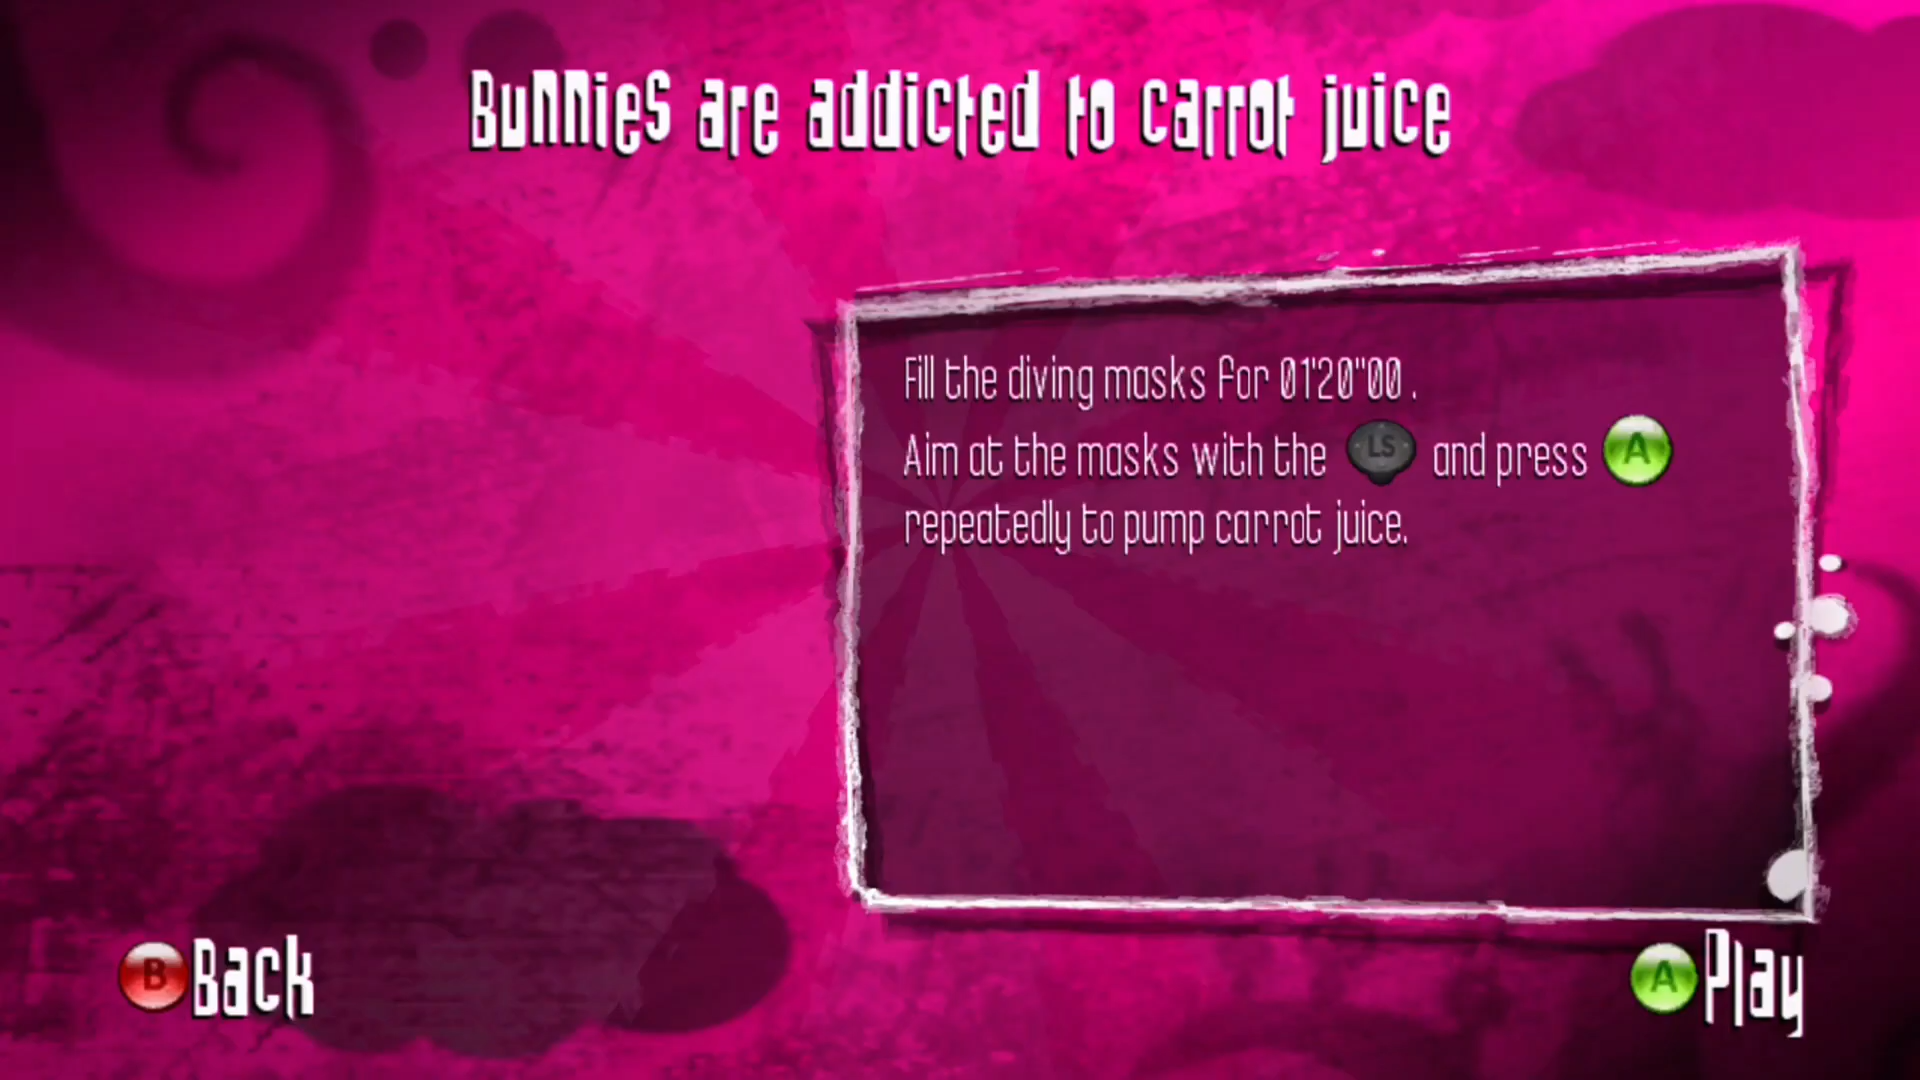 Bunnies are addicted to carrot juice
Fill the diving masks for 01'20"00 .
Aim at the masks with the LS and press A
repeatedly to pump carrot juice.
B Back
A Play